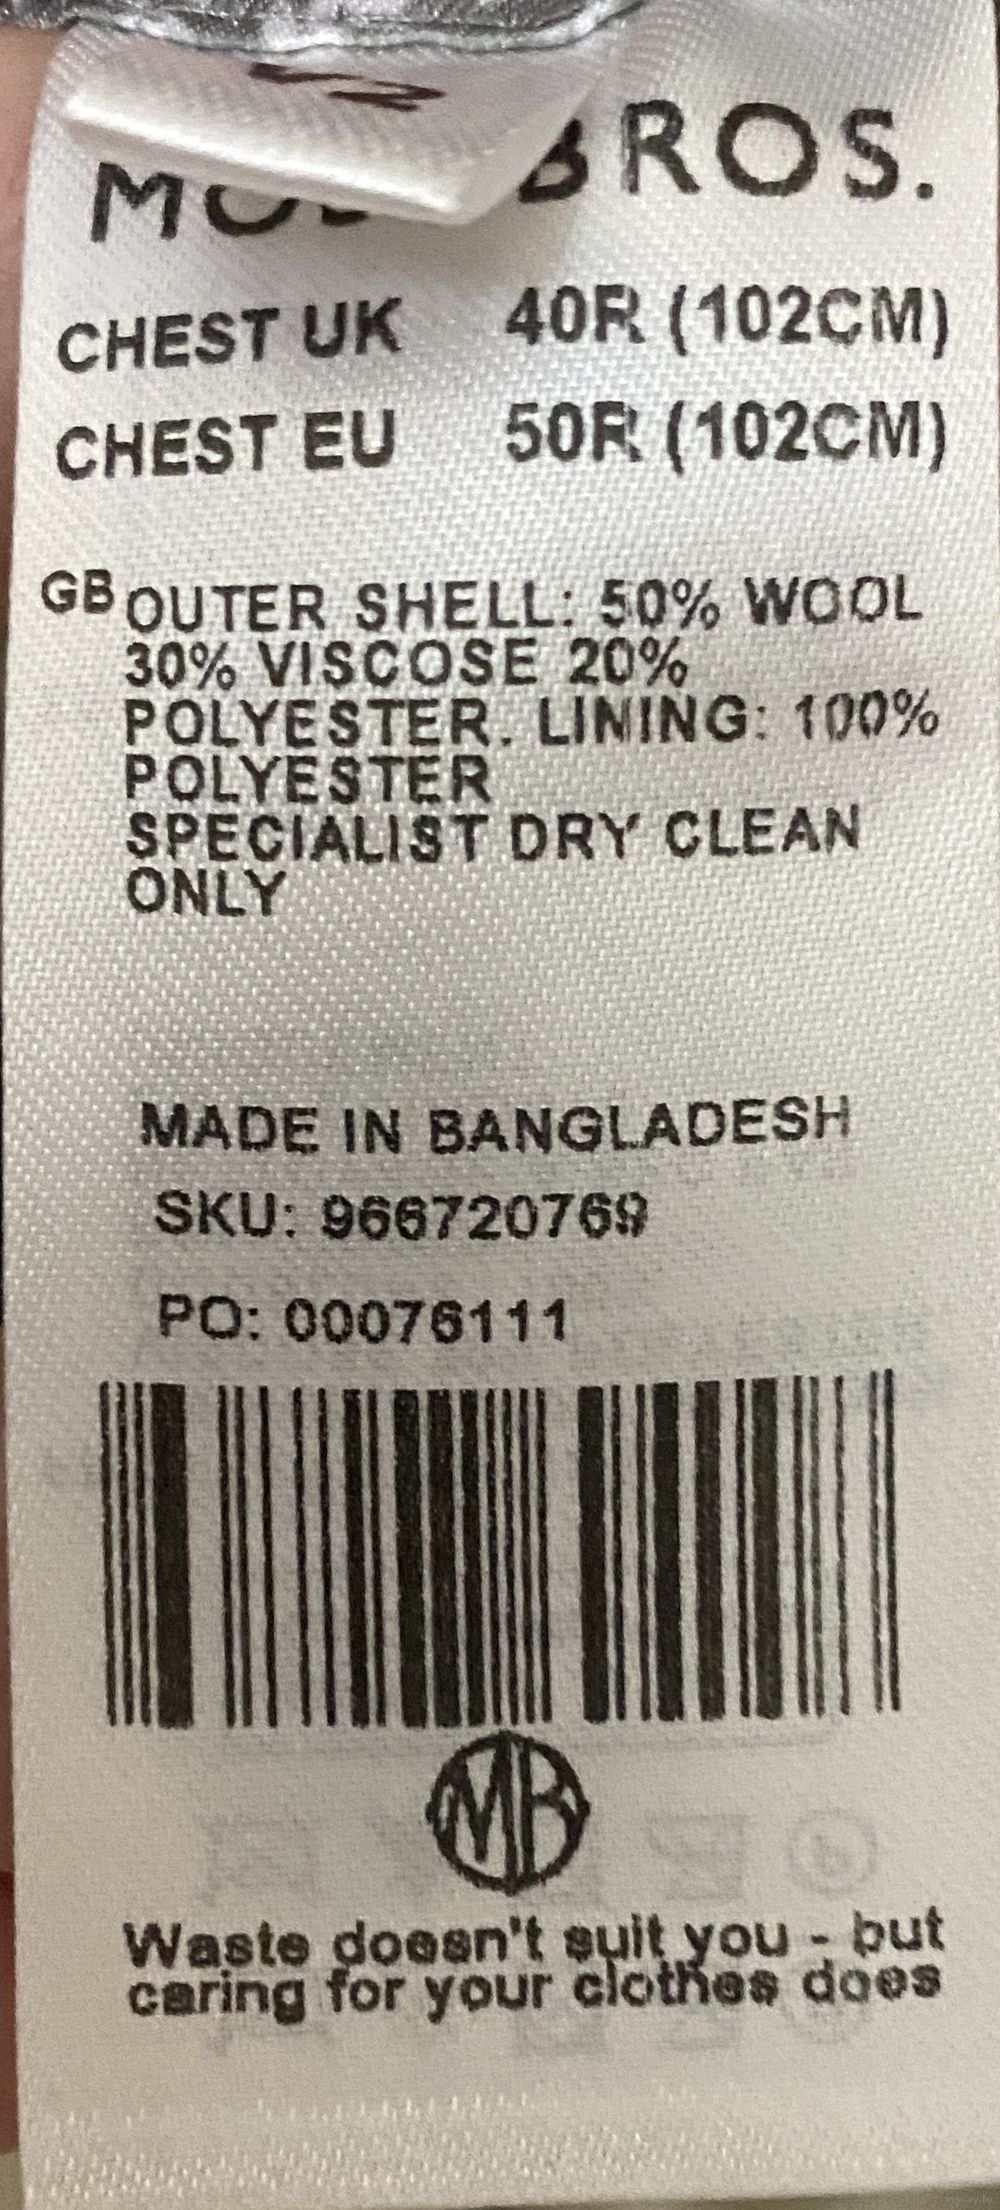 BROS.
CHEST UK 40R (102CM)
CHEST EU 50R (102CM)
GB OUTER SHELL: 50% WOOL
30% VISCOSE 20%
POLYESTER. LINING: 100%
POLYESTER
SPECIALIST DRY CLEAN
ONLY
MADE IN BANGLADESH
SKU: 966720769
PO: 00076111
MB
Waste doesn't suit you - but
caring for your clothes does